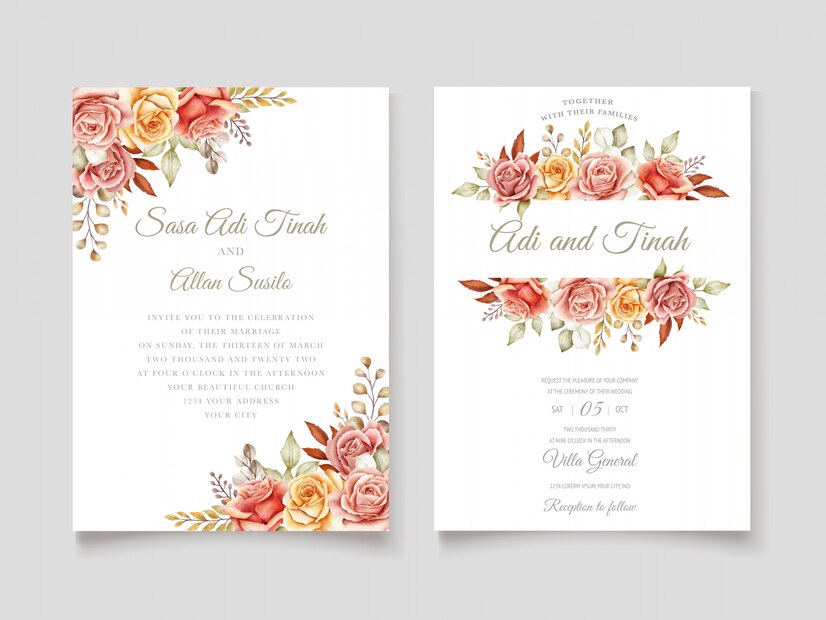 Sasa Adi Tinah
AND
Allan Susilo
INVITE YOU TO THE CELEBRATION
OF THEIR MARRIAGE
ON SUNDAY, THE THIRTEEN OF MARCH
TWO THOUSAND AND TWENTY TWO
AT FOUR O'CLOCK IN THE AFTERNOON
YOUR BEAUTIFUL CHURCH
1234 YOUR ADDRESS
YOUR CITY
TOGETHER
WITH THEIR FAMILIES
Adi and Tinah
REQUEST THE PLEASURE OF YOUR COMPANY
AT THE CEREMONY OF THEIR WEDDING
SAT | 05 | OCT
TWO THOUSAND THIRTY
AT NINE O'CLOCK IN THE AFTERNOON
Villa General
1234 LOREM IPSUM, YOUR CITY, IND
Reception to follow